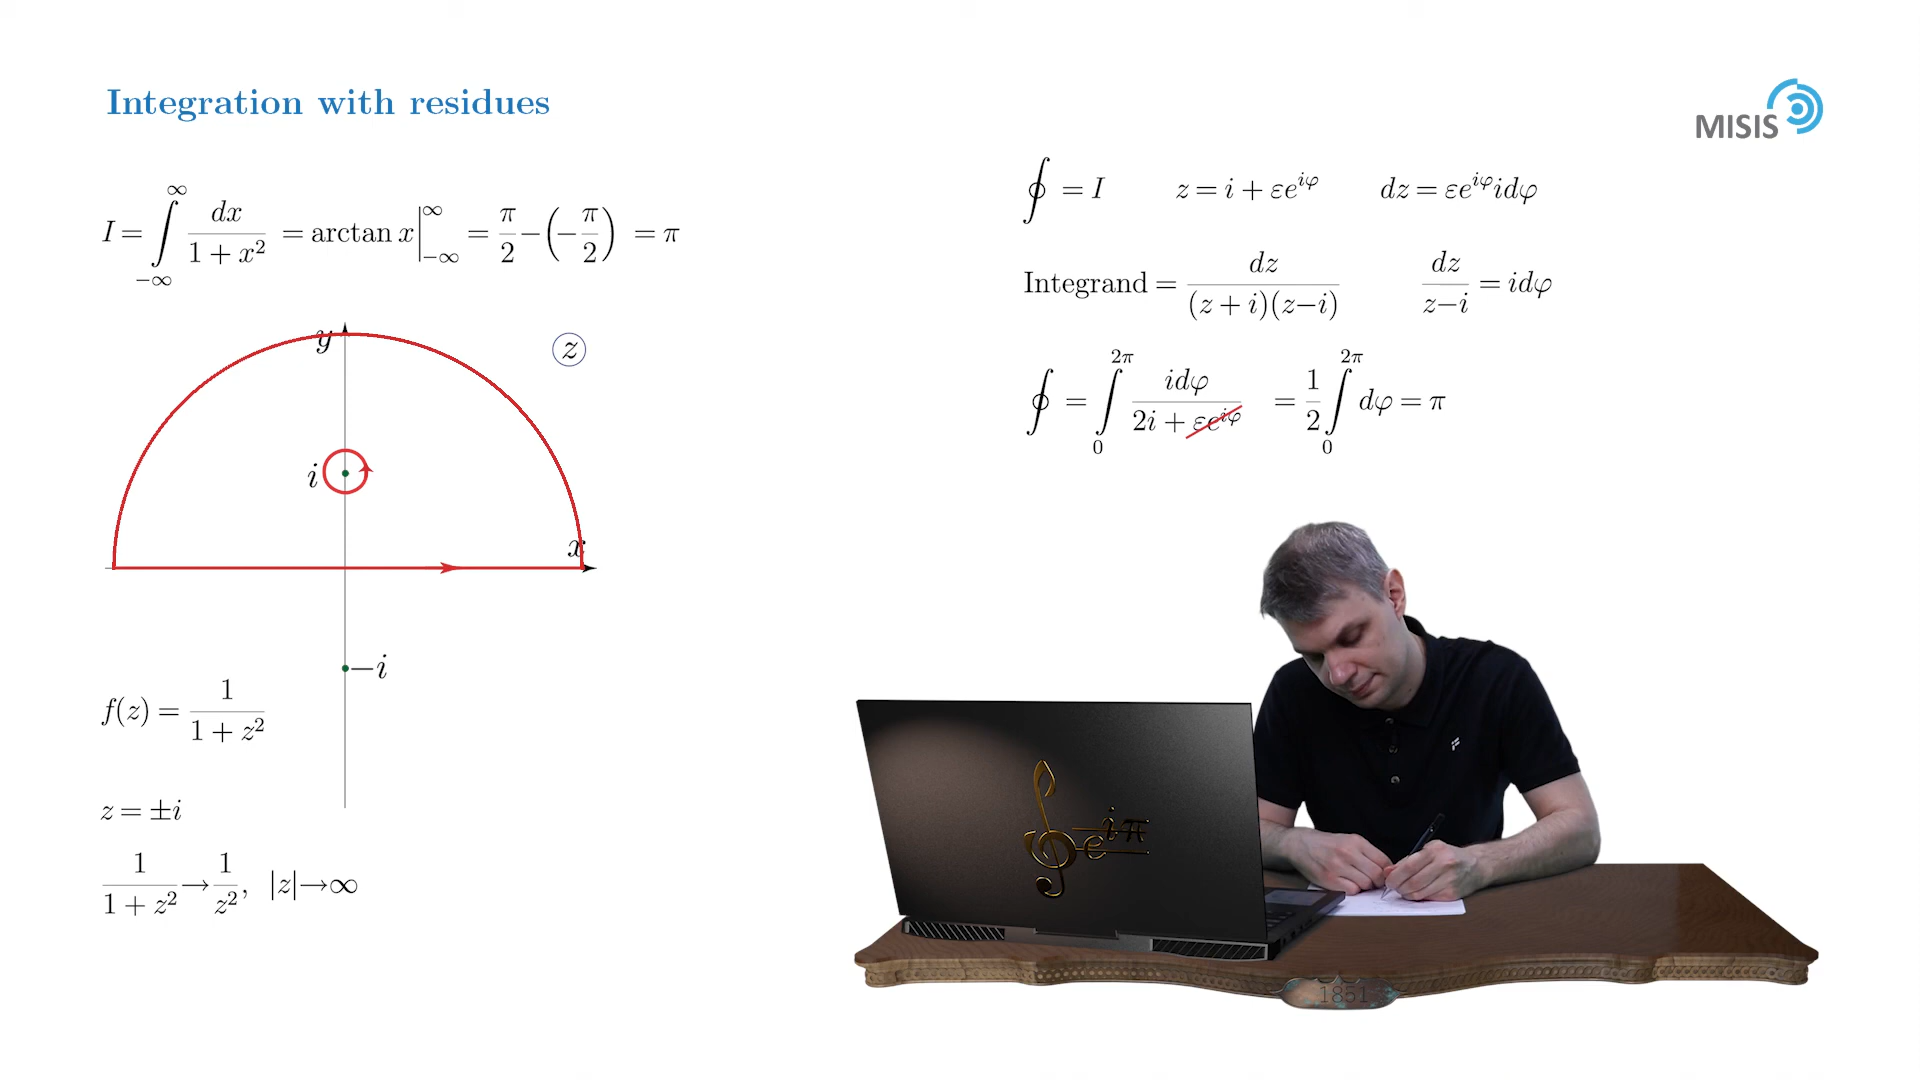 Integration with residues
MISIS
I = ∫_{−∞}^{∞} dx/(1 + x²) = arctan x |_{−∞}^{∞} = π/2 − (−π/2) = π
y
z
i
x
−i
f(z) = 1/(1 + z²)
z = ±i
1/(1 + z²) → 1/z², |z| → ∞
∮ = I z = i + εe^{iφ} dz = εe^{iφ}idφ
Integrand = dz/((z + i)(z − i)) dz/(z − i) = idφ
∮ = ∫_0^{2π} idφ/(2i + εe^{iφ}) = 1/2 ∫_0^{2π} dφ = π
e^{iπ}
1851